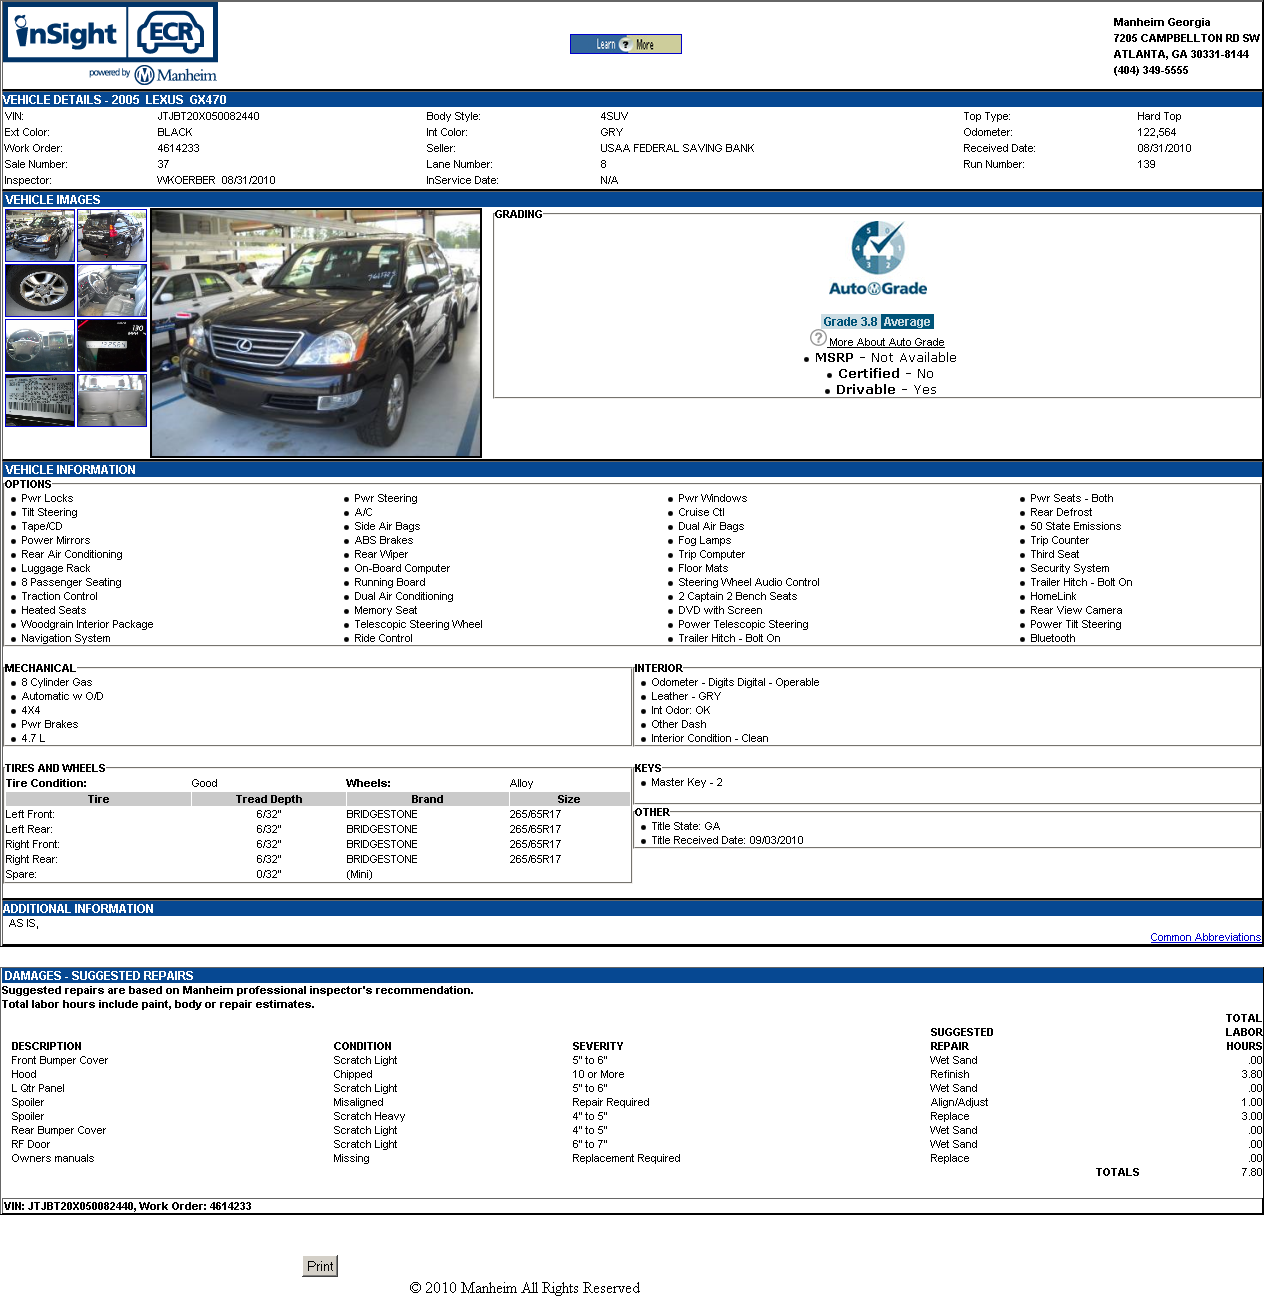 inSight ECR
powered by Manheim
Learn ? More
Manheim Georgia
7205 CAMPBELLTON RD SW
ATLANTA, GA 30331-8144
(404) 349-5555
VEHICLE DETAILS - 2005 LEXUS GX470
VIN: JTJBT20X050082440 Body Style: 4SUV Top Type: Hard Top
Ext Color: BLACK Int Color: GRY Odometer: 122,564
Work Order: 4614233 Seller: USAA FEDERAL SAVING BANK Received Date: 08/31/2010
Sale Number: 37 Lane Number: 8 Run Number: 139
Inspector: WKOERBER 08/31/2010 InService Date: N/A
VEHICLE IMAGES
GRADING
5 0 4 1 3 2
AutoGrade
Grade 3.8 Average
? More About Auto Grade
• MSRP - Not Available
• Certified - No
• Drivable - Yes
VEHICLE INFORMATION
OPTIONS
• Pwr Locks • Pwr Steering • Pwr Windows • Pwr Seats - Both
• Tilt Steering • A/C • Cruise Ctl • Rear Defrost
• Tape/CD • Side Air Bags • Dual Air Bags • 50 State Emissions
• Power Mirrors • ABS Brakes • Fog Lamps • Trip Counter
• Rear Air Conditioning • Rear Wiper • Trip Computer • Third Seat
• Luggage Rack • On-Board Computer • Floor Mats • Security System
• 8 Passenger Seating • Running Board • Steering Wheel Audio Control • Trailer Hitch - Bolt On
• Traction Control • Dual Air Conditioning • 2 Captain 2 Bench Seats • HomeLink
• Heated Seats • Memory Seat • DVD with Screen • Rear View Camera
• Woodgrain Interior Package • Telescopic Steering Wheel • Power Telescopic Steering • Power Tilt Steering
• Navigation System • Ride Control • Trailer Hitch - Bolt On • Bluetooth
MECHANICAL
• 8 Cylinder Gas
• Automatic w O/D
• 4X4
• Pwr Brakes
• 4.7 L
INTERIOR
• Odometer - Digits Digital - Operable
• Leather - GRY
• Int Odor: OK
• Other Dash
• Interior Condition - Clean
TIRES AND WHEELS
Tire Condition: Good Wheels: Alloy
Tire Tread Depth Brand Size
Left Front: 6/32" BRIDGESTONE 265/65R17
Left Rear: 6/32" BRIDGESTONE 265/65R17
Right Front: 6/32" BRIDGESTONE 265/65R17
Right Rear: 6/32" BRIDGESTONE 265/65R17
Spare: 0/32" (Mini)
KEYS
• Master Key - 2
OTHER
• Title State: GA
• Title Received Date: 09/03/2010
ADDITIONAL INFORMATION
AS IS,
Common Abbreviations
DAMAGES - SUGGESTED REPAIRS
Suggested repairs are based on Manheim professional inspector's recommendation.
Total labor hours include paint, body or repair estimates.
TOTAL
SUGGESTED LABOR
DESCRIPTION CONDITION SEVERITY REPAIR HOURS
Front Bumper Cover Scratch Light 5" to 6" Wet Sand .00
Hood Chipped 10 or More Refinish 3.80
L Qtr Panel Scratch Light 5" to 6" Wet Sand .00
Spoiler Misaligned Repair Required Align/Adjust 1.00
Spoiler Scratch Heavy 4" to 5" Replace 3.00
Rear Bumper Cover Scratch Light 4" to 5" Wet Sand .00
RF Door Scratch Light 6" to 7" Wet Sand .00
Owners manuals Missing Replacement Required Replace .00
TOTALS 7.80
VIN: JTJBT20X050082440, Work Order: 4614233
Print
© 2010 Manheim All Rights Reserved